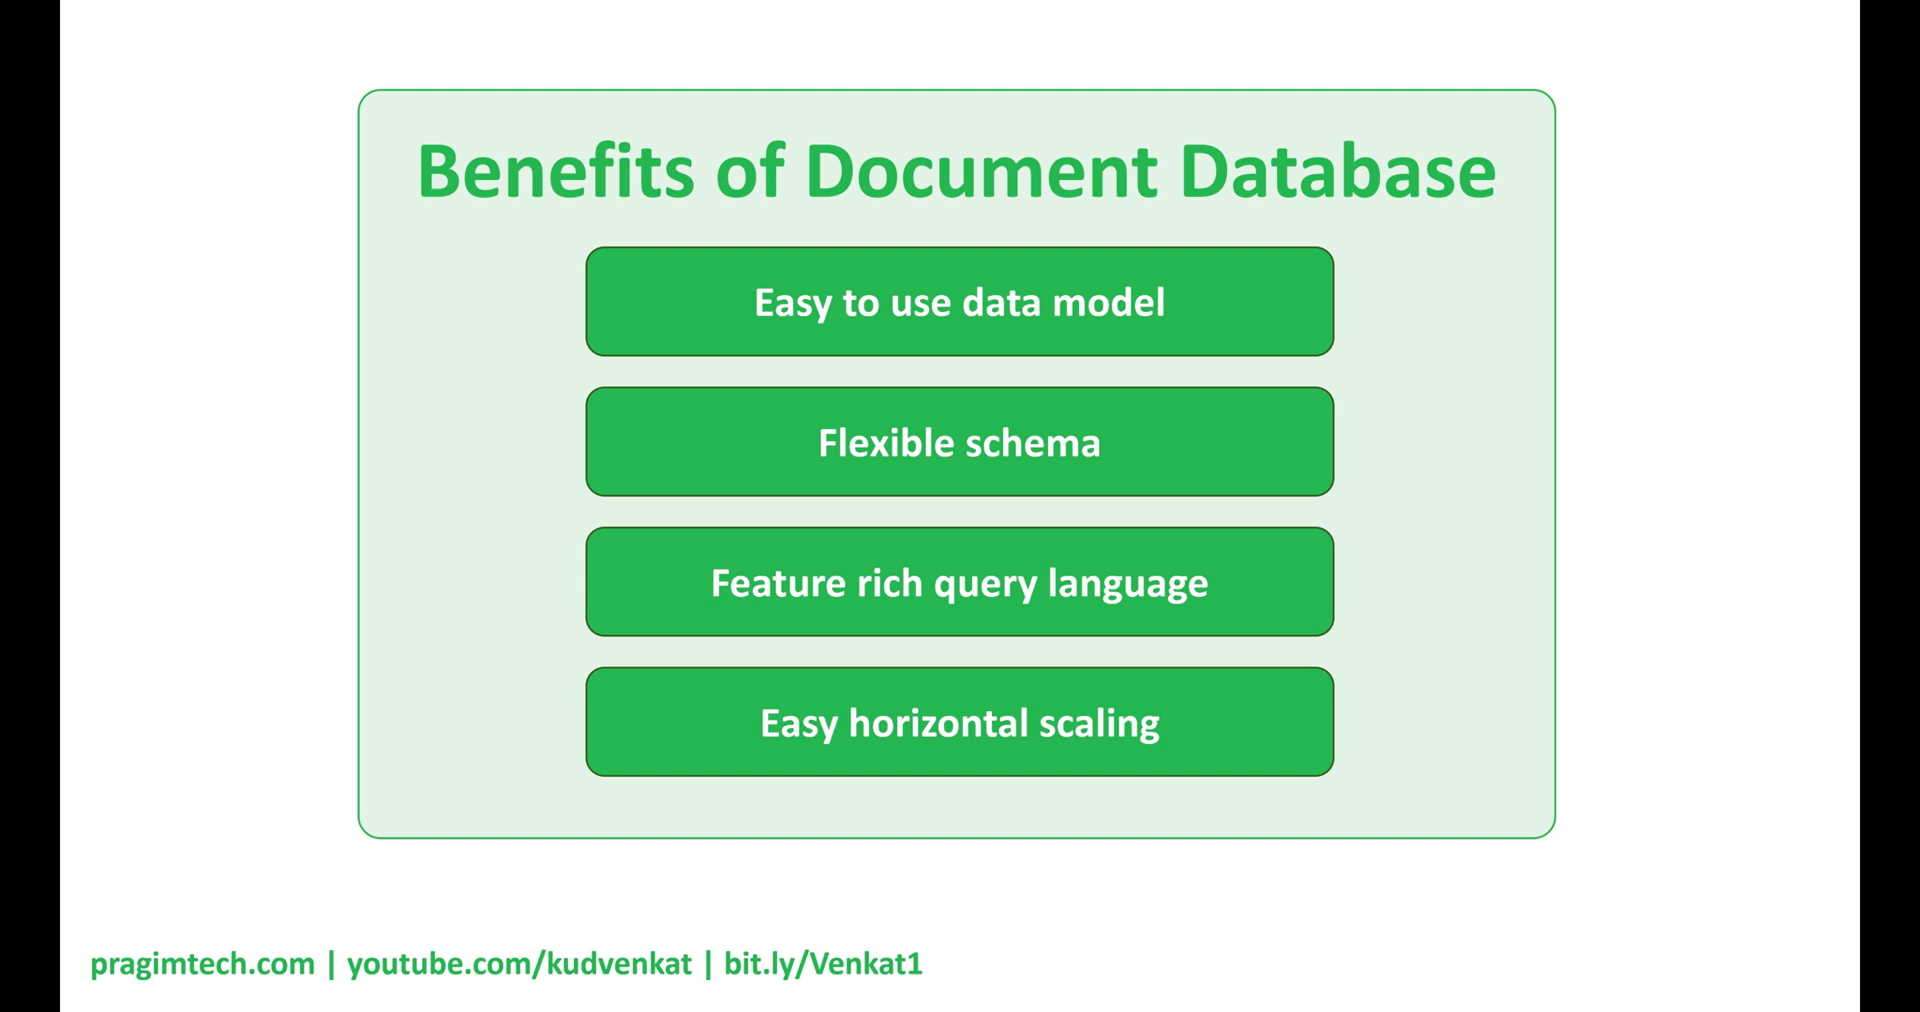 Benefits of Document Database
Easy to use data model
Flexible schema
Feature rich query language
Easy horizontal scaling
pragimtech.com | youtube.com/kudvenkat | bit.ly/Venkat1